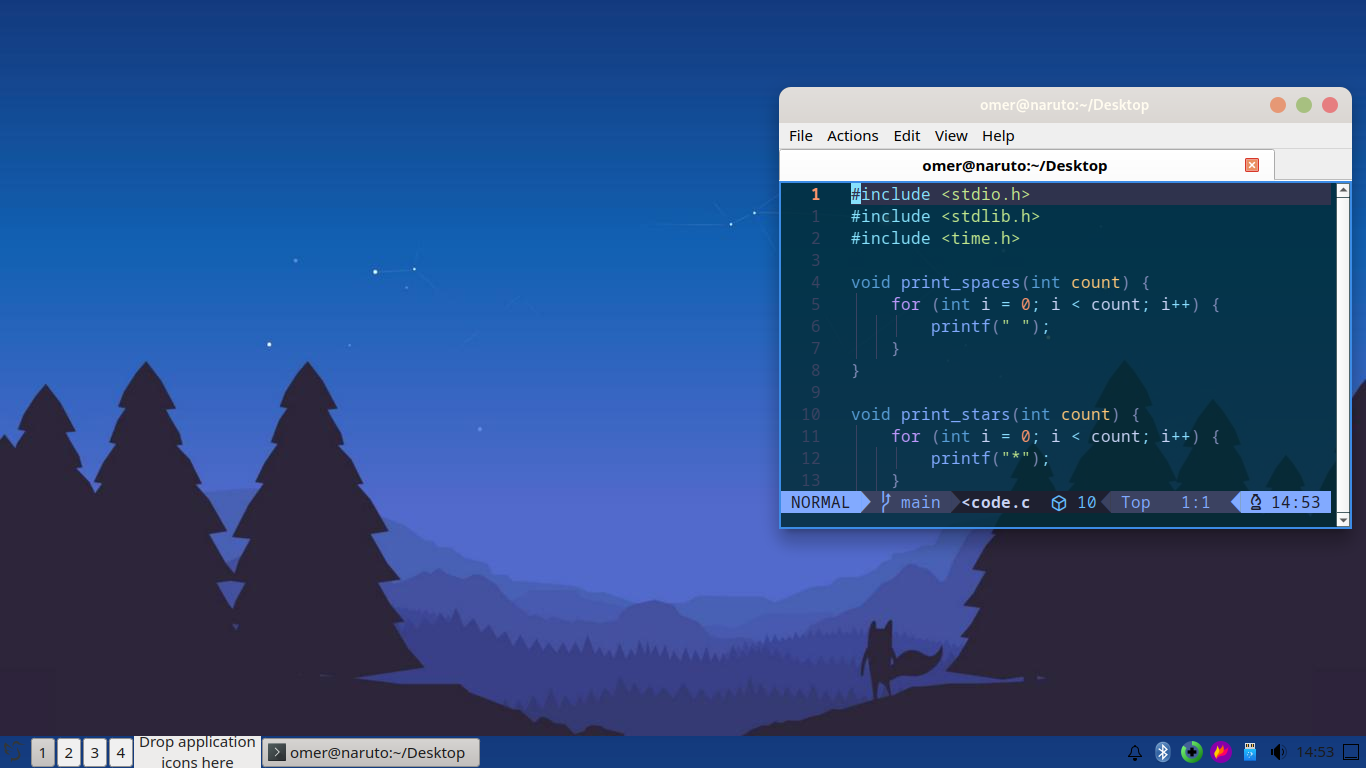 omer@naruto:~/Desktop
File Actions Edit View Help
omer@naruto:~/Desktop
1 #include <stdio.h>
1 #include <stdlib.h>
2 #include <time.h>
3
4 void print_spaces(int count) {
5 for (int i = 0; i < count; i++) {
6 printf(" ");
7 }
8 }
9
10 void print_stars(int count) {
11 for (int i = 0; i < count; i++) {
12 printf("*");
13 }
NORMAL main <code.c 10 Top 1:1 14:53
1 2 3 4 Drop application
icons here
omer@naruto:~/Desktop
14:53